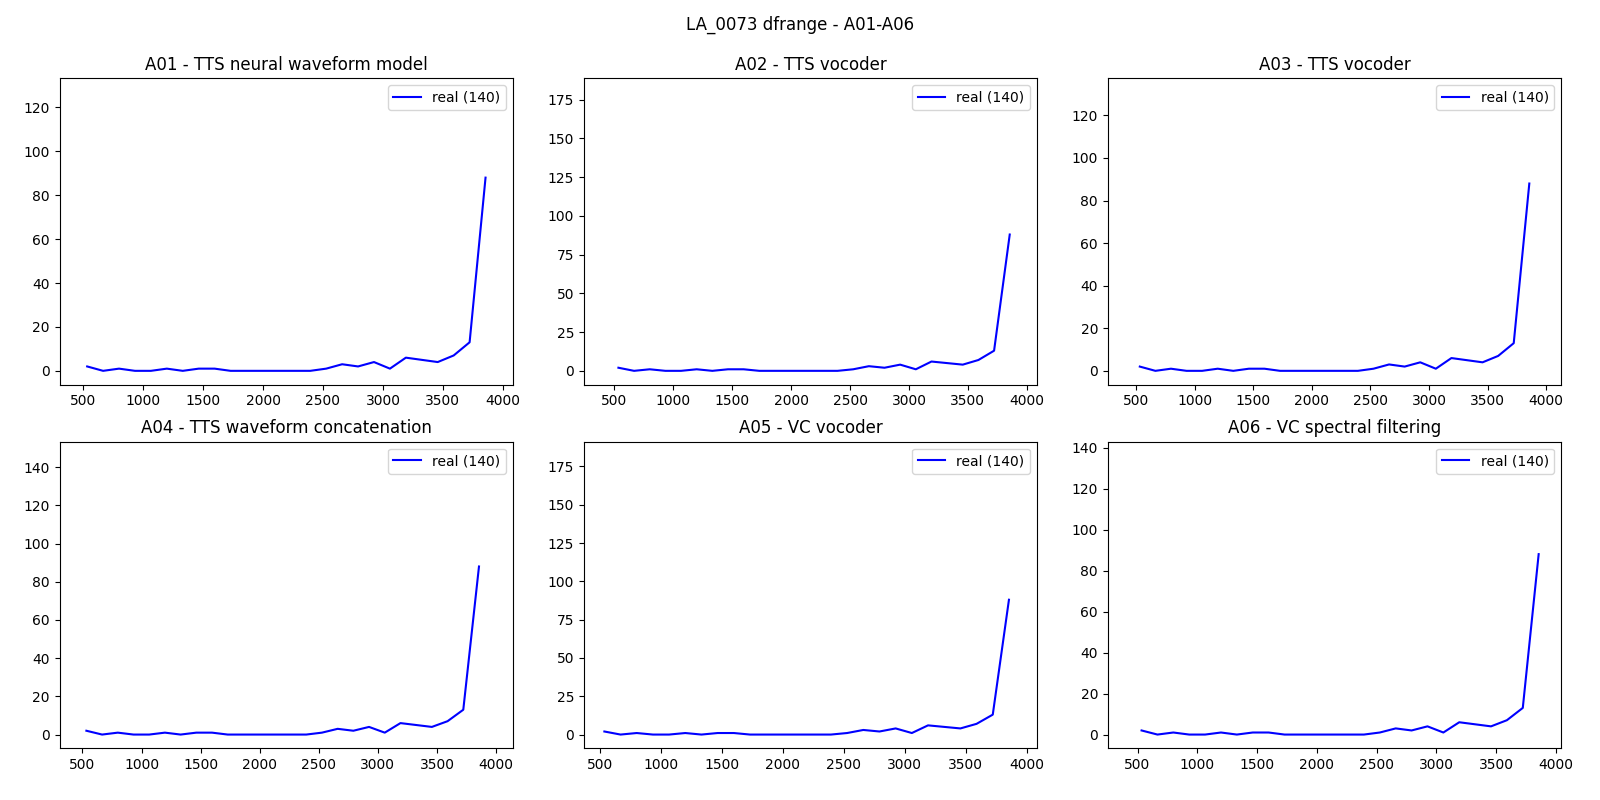 LA_0073 dfrange - A01-A06
A01 - TTS neural waveform model
real (140)
120
100
80
60
40
20
0
500 1000 1500 2000 2500 3000 3500 4000
A02 - TTS vocoder
real (140)
175
150
125
100
75
50
25
0
500 1000 1500 2000 2500 3000 3500 4000
A03 - TTS vocoder
real (140)
120
100
80
60
40
20
0
500 1000 1500 2000 2500 3000 3500 4000
A04 - TTS waveform concatenation
real (140)
140
120
100
80
60
40
20
0
500 1000 1500 2000 2500 3000 3500 4000
A05 - VC vocoder
real (140)
175
150
125
100
75
50
25
0
500 1000 1500 2000 2500 3000 3500 4000
A06 - VC spectral filtering
real (140)
140
120
100
80
60
40
20
0
500 1000 1500 2000 2500 3000 3500 4000